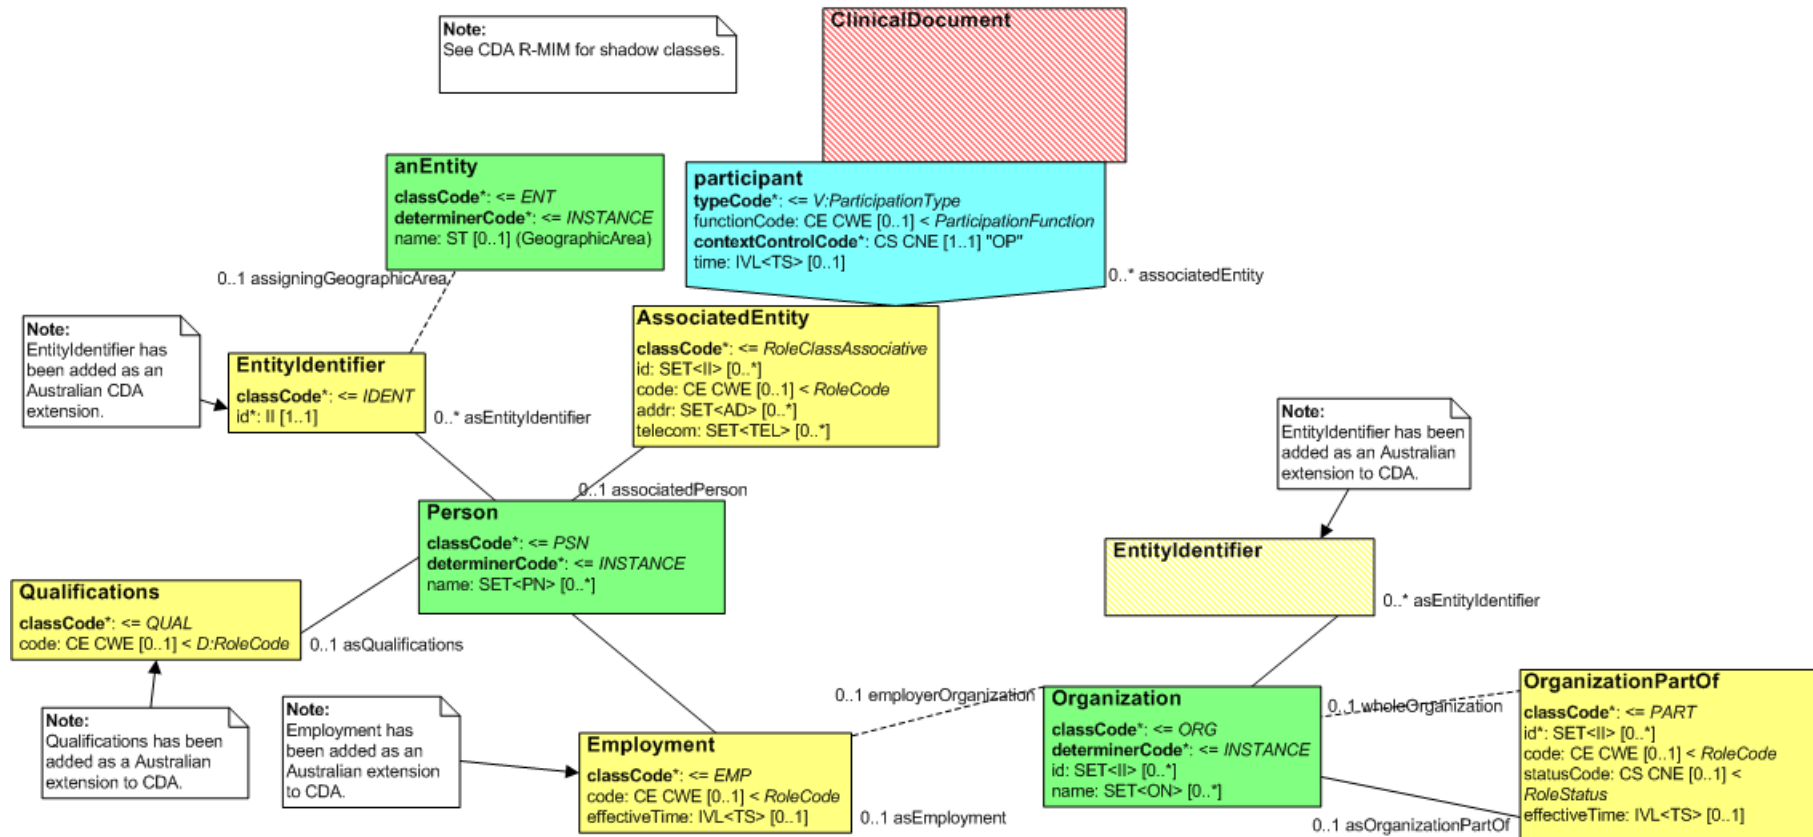 Note:
See CDA R-MIM for shadow classes.
ClinicalDocument
anEntity
classCode*: <= ENT
determinerCode*: <= INSTANCE
name: ST [0..1] (GeographicArea)
participant
typeCode*: <= V:ParticipationType
functionCode: CE CWE [0..1] < ParticipationFunction
contextControlCode*: CS CNE [1..1] "OP"
time: IVL<TS> [0..1]
0..1 assigningGeographicArea
0..* associatedEntity
Note:
EntityIdentifier has
been added as an
Australian CDA
extension.
EntityIdentifier
classCode*: <= IDENT
id*: II [1..1]
0..* asEntityIdentifier
AssociatedEntity
classCode*: <= RoleClassAssociative
id: SET<II> [0..*]
code: CE CWE [0..1] < RoleCode
addr: SET<AD> [0..*]
telecom: SET<TEL> [0..*]
Note:
EntityIdentifier has been
added as an Australian
extension to CDA.
0..1 associatedPerson
Person
classCode*: <= PSN
determinerCode*: <= INSTANCE
name: SET<PN> [0..*]
EntityIdentifier
0..* asEntityIdentifier
Qualifications
classCode*: <= QUAL
code: CE CWE [0..1] < D:RoleCode
0..1 asQualifications
Note:
Qualifications has been
added as a Australian
extension to CDA.
Note:
Employment has
been added as an
Australian extension
to CDA.
Employment
classCode*: <= EMP
code: CE CWE [0..1] < RoleCode
effectiveTime: IVL<TS> [0..1]
0..1 asEmployment
0..1 employerOrganization
Organization
classCode*: <= ORG
determinerCode*: <= INSTANCE
id: SET<II> [0..*]
name: SET<ON> [0..*]
0..1 wholeOrganization
0..1 asOrganizationPartOf
OrganizationPartOf
classCode*: <= PART
id*: SET<II> [0..*]
code: CE CWE [0..1] < RoleCode
statusCode: CS CNE [0..1] <
RoleStatus
effectiveTime: IVL<TS> [0..1]